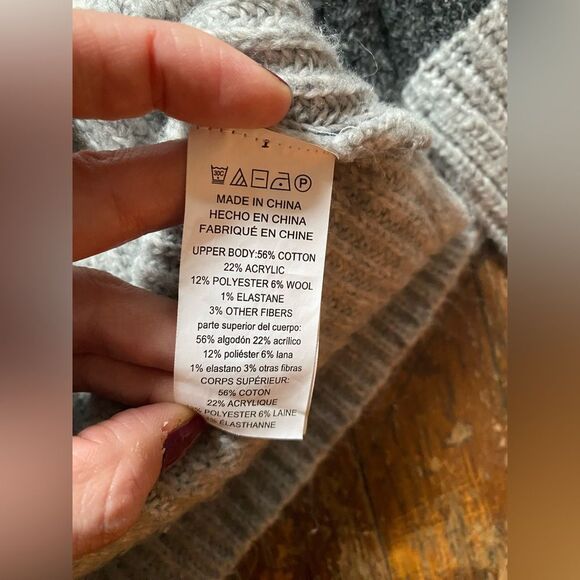 1
30C P
MADE IN CHINA
HECHO EN CHINA
FABRIQUÉ EN CHINE
UPPER BODY:56% COTTON
22% ACRYLIC
12% POLYESTER 6% WOOL
1% ELASTANE
3% OTHER FIBERS
parte superior del cuerpo:
56% algodón 22% acrílico
12% poliéster 6% lana
1% elastano 3% otras fibras
CORPS SUPÉRIEUR:
56% COTON
22% ACRYLIQUE
POLYESTER 6% LAINE
ELASTHANNE